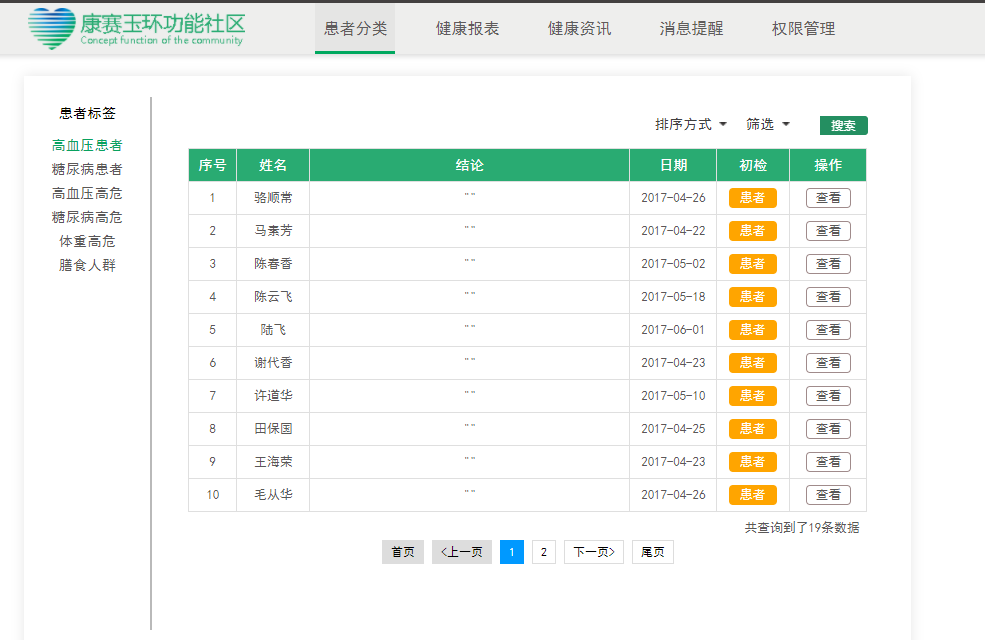 康赛玉环功能社区
Concept function of the community
患者分类 健康报表 健康资讯 消息提醒 权限管理
患者标签
高血压患者
糖尿病患者
高血压高危
糖尿病高危
体重高危
膳食人群
排序方式 筛选 搜索
序号 姓名 结论 日期 初检 操作
1 骆顺常 "" 2017-04-26 患者 查看
2 马素芳 "" 2017-04-22 患者 查看
3 陈春香 "" 2017-05-02 患者 查看
4 陈云飞 "" 2017-05-18 患者 查看
5 陆飞 "" 2017-06-01 患者 查看
6 谢代香 "" 2017-04-23 患者 查看
7 许道华 "" 2017-05-10 患者 查看
8 田保国 "" 2017-04-25 患者 查看
9 王海荣 "" 2017-04-23 患者 查看
10 毛从华 "" 2017-04-26 患者 查看
共查询到了19条数据
首页 <上一页 1 2 下一页> 尾页